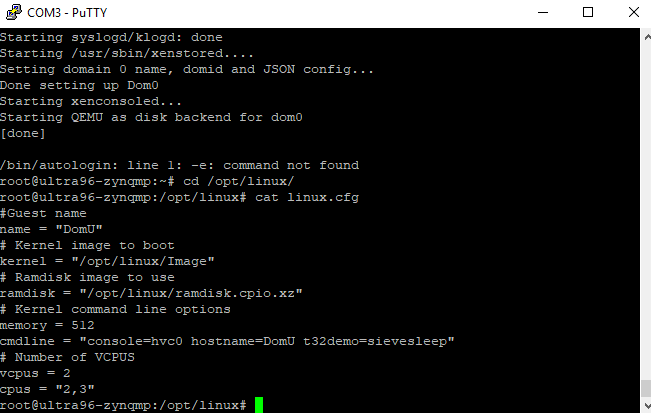 COM3 - PuTTY
Starting syslogd/klogd: done
Starting /usr/sbin/xenstored....
Setting domain 0 name, domid and JSON config...
Done setting up Dom0
Starting xenconsoled...
Starting QEMU as disk backend for dom0
[done]
/bin/autologin: line 1: -e: command not found
root@ultra96-zynqmp:~# cd /opt/linux/
root@ultra96-zynqmp:/opt/linux# cat linux.cfg
#Guest name
name = "DomU"
# Kernel image to boot
kernel = "/opt/linux/Image"
# Ramdisk image to use
ramdisk = "/opt/linux/ramdisk.cpio.xz"
# Kernel command line options
memory = 512
cmdline = "console=hvc0 hostname=DomU t32demo=sievesleep"
# Number of VCPUS
vcpus = 2
cpus = "2,3"
root@ultra96-zynqmp:/opt/linux#